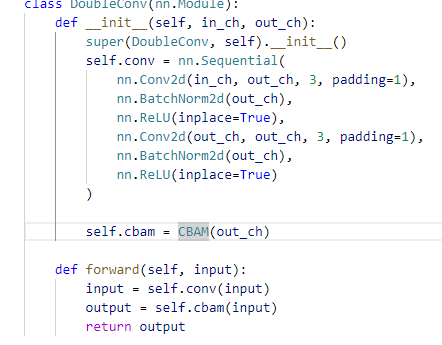 class DoubleConv(nn.Module):
    def __init__(self, in_ch, out_ch):
        super(DoubleConv, self).__init__()
        self.conv = nn.Sequential(
            nn.Conv2d(in_ch, out_ch, 3, padding=1),
            nn.BatchNorm2d(out_ch),
            nn.ReLU(inplace=True),
            nn.Conv2d(out_ch, out_ch, 3, padding=1),
            nn.BatchNorm2d(out_ch),
            nn.ReLU(inplace=True)
        )

        self.cbam = CBAM(out_ch)

    def forward(self, input):
        input = self.conv(input)
        output = self.cbam(input)
        return output